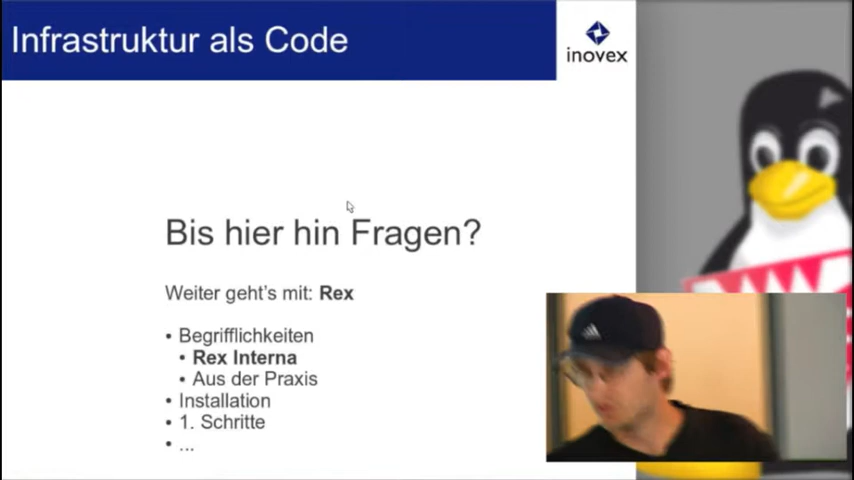 Infrastruktur als Code
inovex
Bis hier hin Fragen?
Weiter geht's mit: Rex
• Begrifflichkeiten
• Rex Interna
• Aus der Praxis
• Installation
• 1. Schritte
• ...